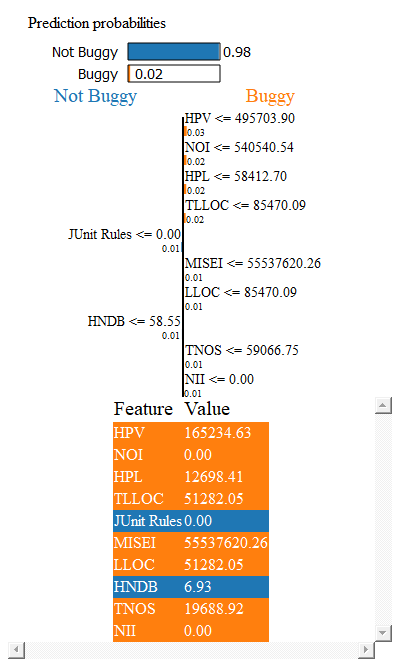 Prediction probabilities
Not Buggy 0.98
Buggy 0.02
Not Buggy Buggy
HPV <= 495703.90
0.03
NOI <= 540540.54
0.02
HPL <= 58412.70
0.02
TLLOC <= 85470.09
0.02
JUnit Rules <= 0.00
0.01
MISEI <= 55537620.26
0.01
LLOC <= 85470.09
0.01
HNDB <= 58.55
0.01
TNOS <= 59066.75
0.01
NII <= 0.00
0.01
Feature Value
HPV 165234.63
NOI 0.00
HPL 12698.41
TLLOC 51282.05
JUnit Rules 0.00
MISEI 55537620.26
LLOC 51282.05
HNDB 6.93
TNOS 19688.92
NII 0.00